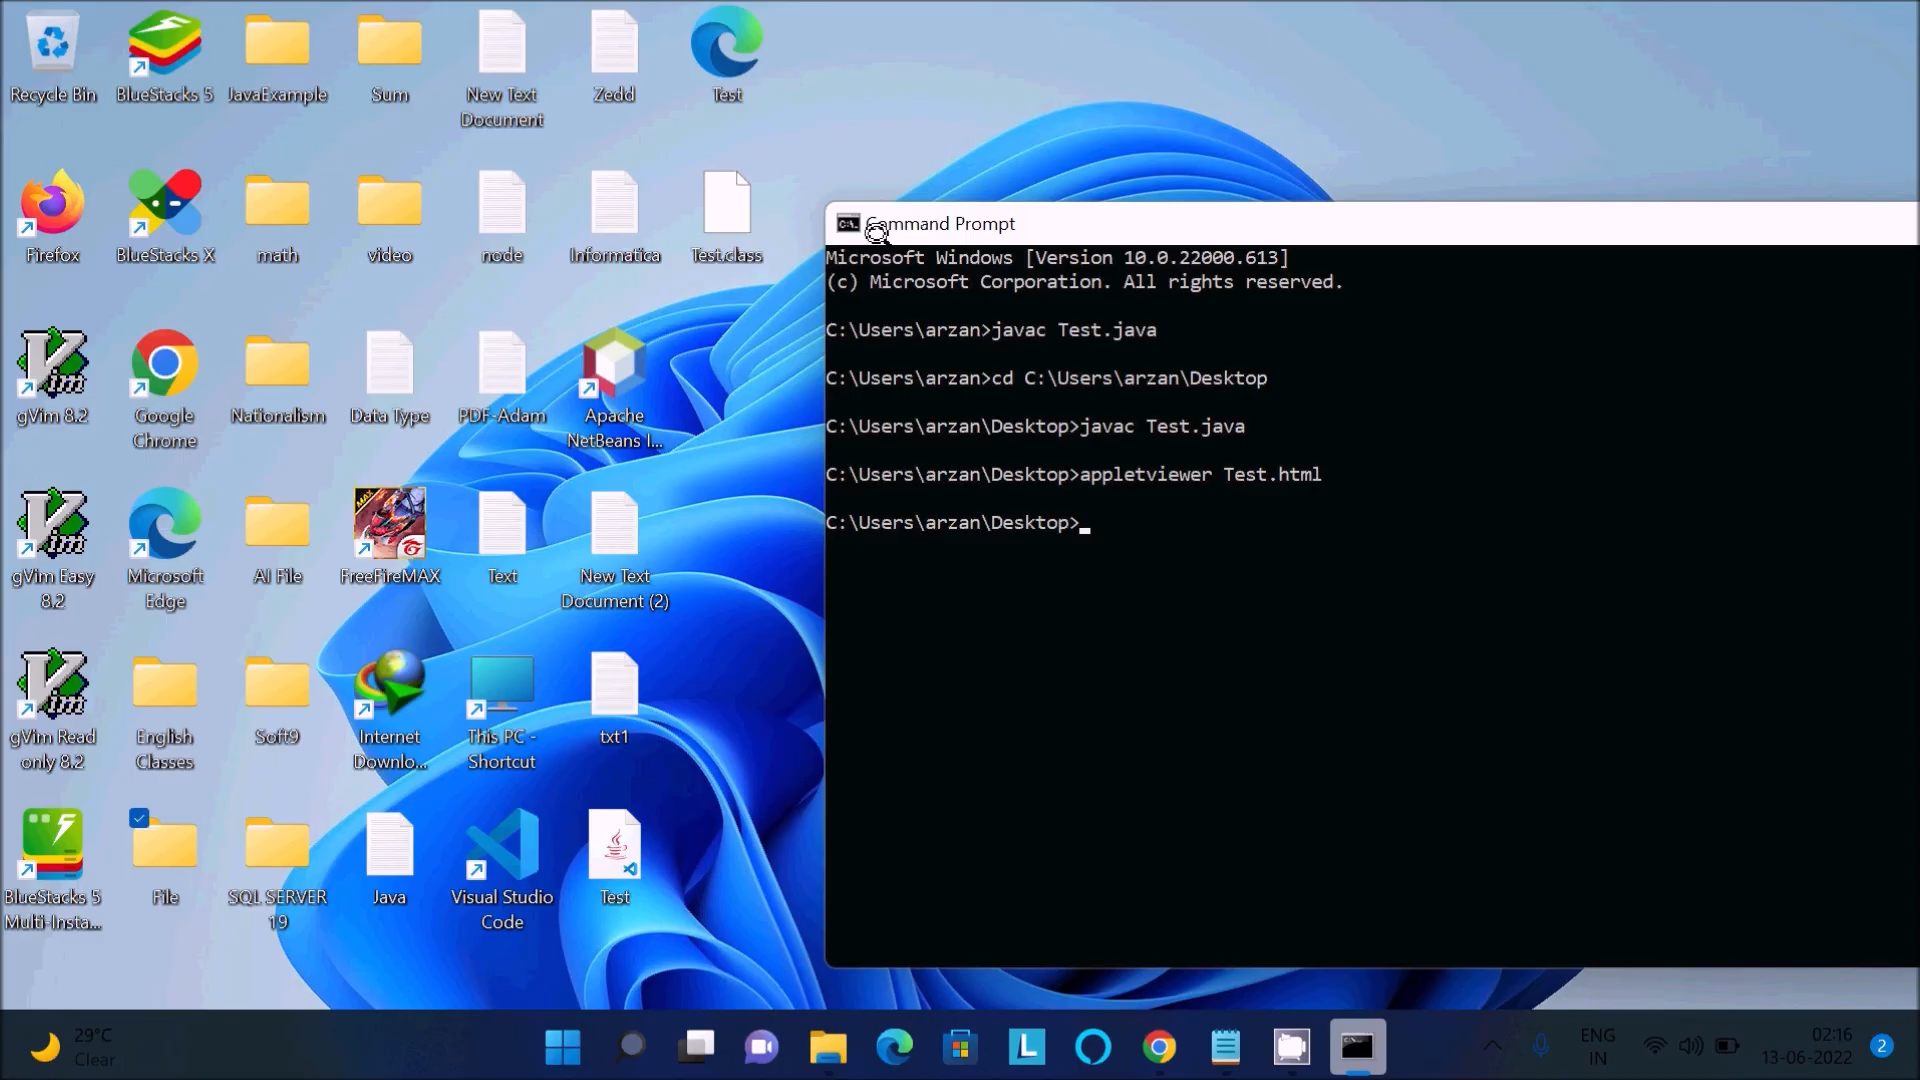 Recycle Bin
BlueStacks 5
JavaExample
Sum
New Text
Document
Zedd
Test
Firefox
BlueStacks X
math
video
node
Informatica
Test.class
gVim 8.2
Google
Chrome
Nationalism
Data Type
PDF-Adam
Apache
NetBeans I...
gVim Easy
8.2
Microsoft
Edge
AI File
MAX
FreeFireMAX
Text
New Text
Document (2)
gVim Read
only 8.2
English
Classes
Soft9
Internet
Downlo...
This PC -
Shortcut
txt1
BlueStacks 5
Multi-Insta...
File
SQL SERVER
19
Java
Visual Studio
Code
Test
Command Prompt
Microsoft Windows [Version 10.0.22000.613]
(c) Microsoft Corporation. All rights reserved.
C:\Users\arzan>javac Test.java
C:\Users\arzan>cd C:\Users\arzan\Desktop
C:\Users\arzan\Desktop>javac Test.java
C:\Users\arzan\Desktop>appletviewer Test.html
C:\Users\arzan\Desktop>
29°C
Clear
L
ENG
IN
02:16
13-06-2022
2